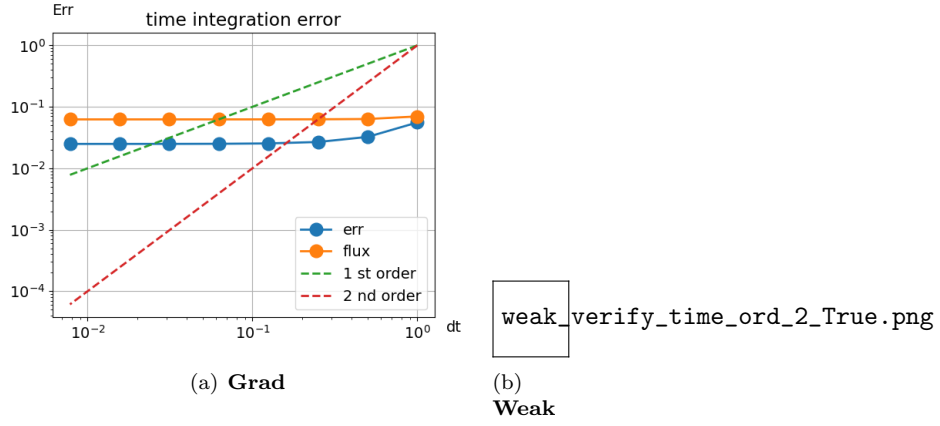 Err
time integration error
10⁰
10⁻¹
10⁻²
10⁻³
10⁻⁴
err
flux
1 st order
2 nd order
10⁻² 10⁻¹ 10⁰ dt
(a) Grad
weak_verify_time_ord_2_True.png
(b)
Weak